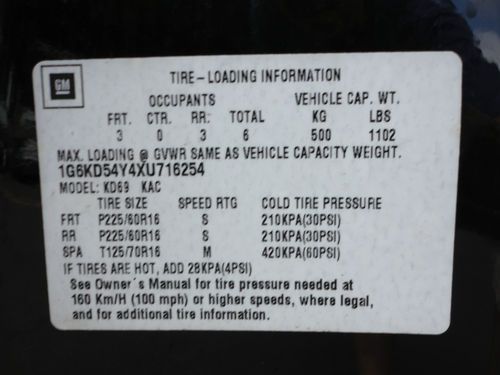 GM
TIRE-LOADING INFORMATION
OCCUPANTS VEHICLE CAP. WT.
FRT. CTR. RR. TOTAL KG LBS
3 0 3 6 500 1102
MAX. LOADING @ GVWR SAME AS VEHICLE CAPACITY WEIGHT.
1G6KD54Y4XU716254
MODEL: KD69 KAC
TIRE SIZE SPEED RTG COLD TIRE PRESSURE
FRT P225/60R16 S 210KPA(30PSI)
RR P225/60R16 S 210KPA(30PSI)
SPA T125/70R16 M 420KPA(60PSI)
IF TIRES ARE HOT, ADD 28KPA(4PSI)
See Owner's Manual for tire pressure needed at
160 Km/H (100 mph) or higher speeds, where legal,
and for additional tire information.